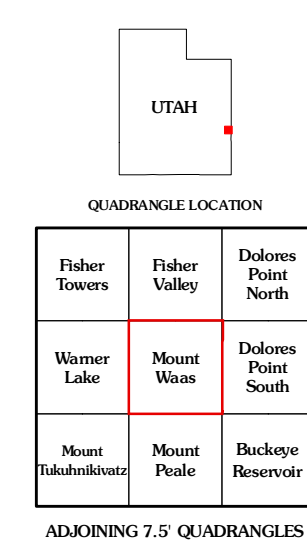 UTAH
QUADRANGLE LOCATION
Fisher
Towers
Fisher
Valley
Dolores
Point
North
Warner
Lake
Mount
Waas
Dolores
Point
South
Mount
Tukuhnikivatz
Mount
Peale
Buckeye
Reservoir
ADJOINING 7.5' QUADRANGLES